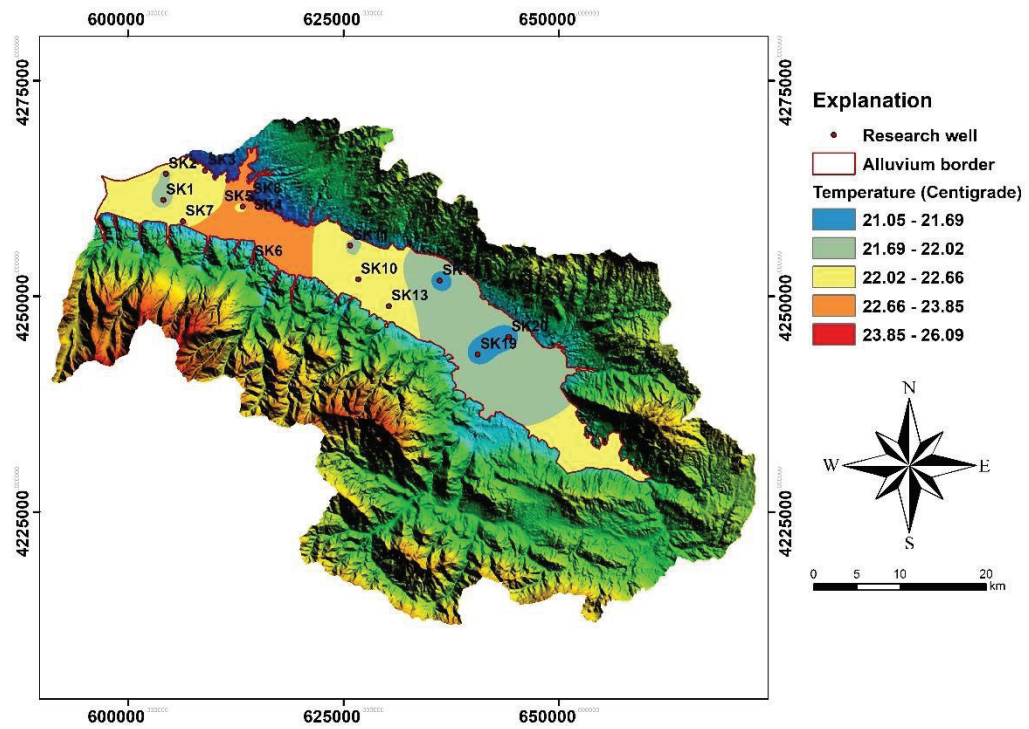 600000
625000
650000
4275000
4275000
Explanation
Research well
Alluvium border
Temperature (Centigrade)
21.05 - 21.69
21.69 - 22.02
22.02 - 22.66
22.66 - 23.85
23.85 - 26.09
SK2
SK3
SK1
SK5
SK4
SK7
SK6
SK10
SK13
SK20
SK19
4250000
4250000
N
W
E
S
4225000
4225000
0 5 10 20
km
600000
625000
650000